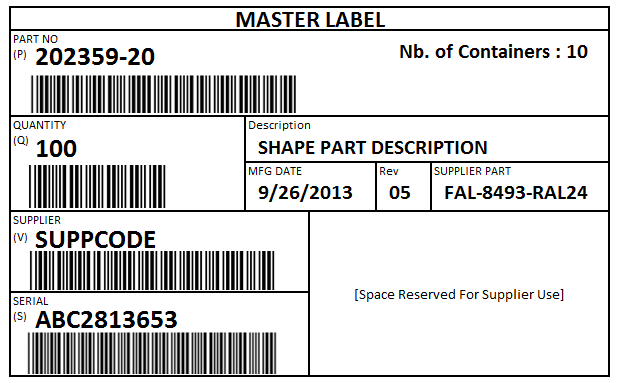 MASTER LABEL
PART NO
(P) 202359-20
Nb. of Containers : 10
QUANTITY
(Q) 100
Description
SHAPE PART DESCRIPTION
MFG DATE
9/26/2013
Rev
05
SUPPLIER PART
FAL-8493-RAL24
SUPPLIER
(V) SUPPCODE
SERIAL
(S) ABC2813653
[Space Reserved For Supplier Use]